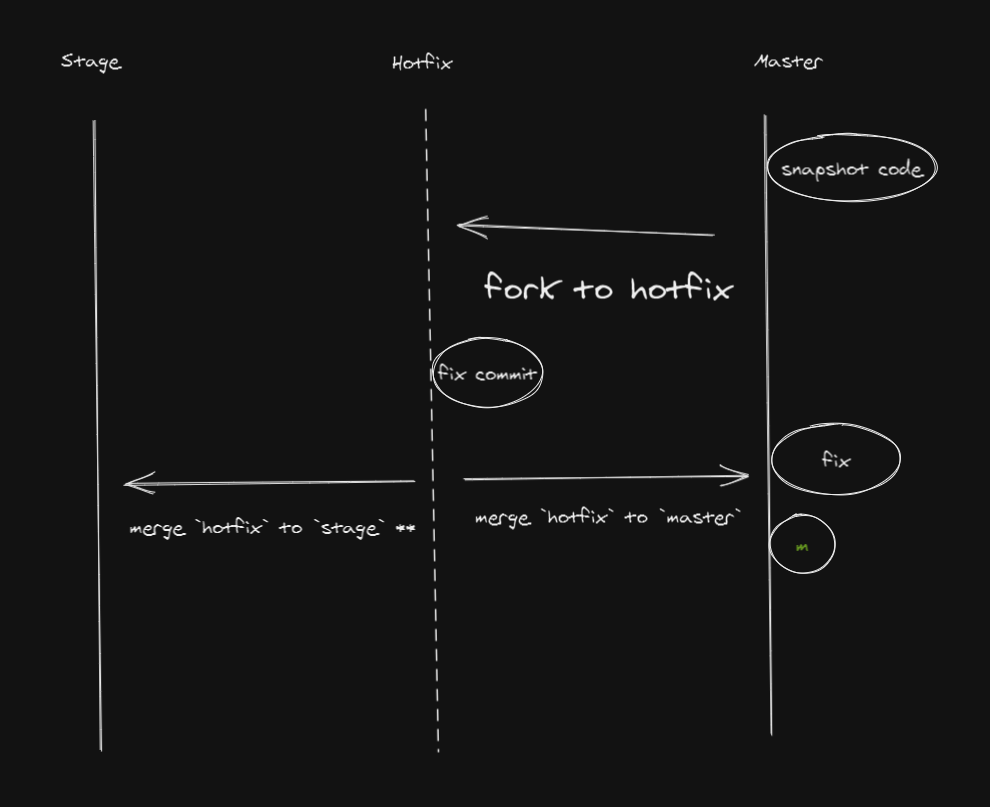 Stage
Hotfix
Master
snapshot code
fork to hotfix
fix commit
fix
merge `hotfix` to `stage` **
merge `hotfix` to `master`
m